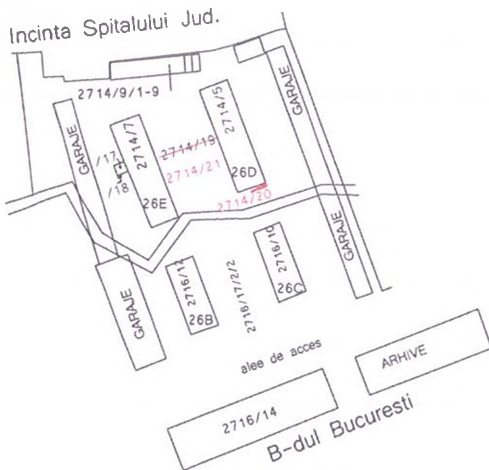 Incinta Spitalului Jud.
2714/9/1-9
GARAJE
GARAJE
2714/7
2714/19
2714/5
/17
/18
2714/21
26D
26E
2714/20
GARAJE
GARAJE
2716/12
26B
2716/17/2/2
2716/10
26C
alee de acces
ARHIVE
2716/14
B-dul Bucuresti